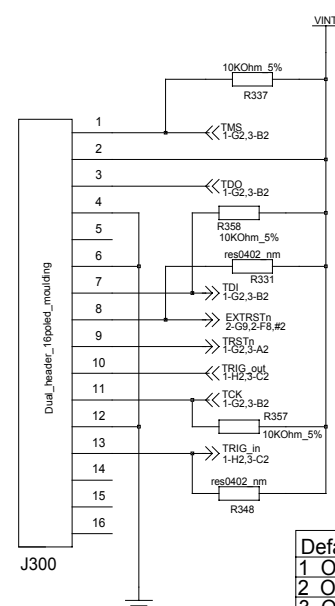 VINT
10KOhm_5%
R337
1
TMS
1-G2,3-B2
2
3
TDO
1-G2,3-B2
4
R358
10KOhm_5%
5
res0402_nm
6
R331
7
TDI
1-G2,3-B2
8
EXTRSTn
2-G9,2-F8,#2
9
TRSTn
1-G2,3-A2
10
TRIG_out
1-H2,3-C2
11
TCK
1-G2,3-B2
R357
12
10KOhm_5%
13
TRIG_in
1-H2,3-C2
14
res0402_nm
15
R348
16
Dual_header_16poled_moulding
J300
Defa
1 O
2 O